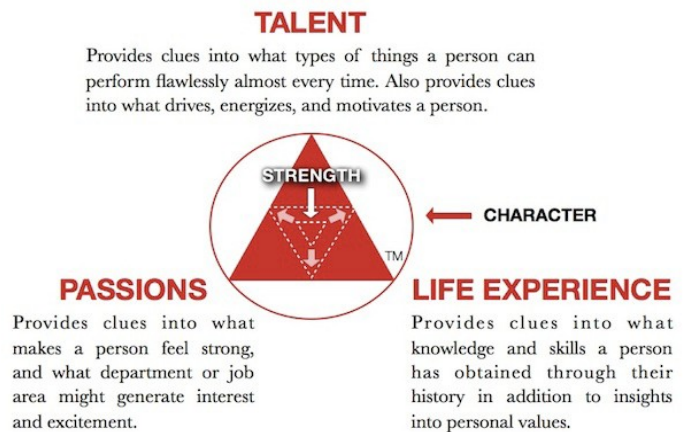 TALENT
Provides clues into what types of things a person can
perform flawlessly almost every time. Also provides clues
into what drives, energizes, and motivates a person.
STRENGTH
CHARACTER
TM
PASSIONS
Provides clues into what
makes a person feel strong,
and what department or job
area might generate interest
and excitement.
LIFE EXPERIENCE
Provides clues into what
knowledge and skills a person
has obtained through their
history in addition to insights
into personal values.